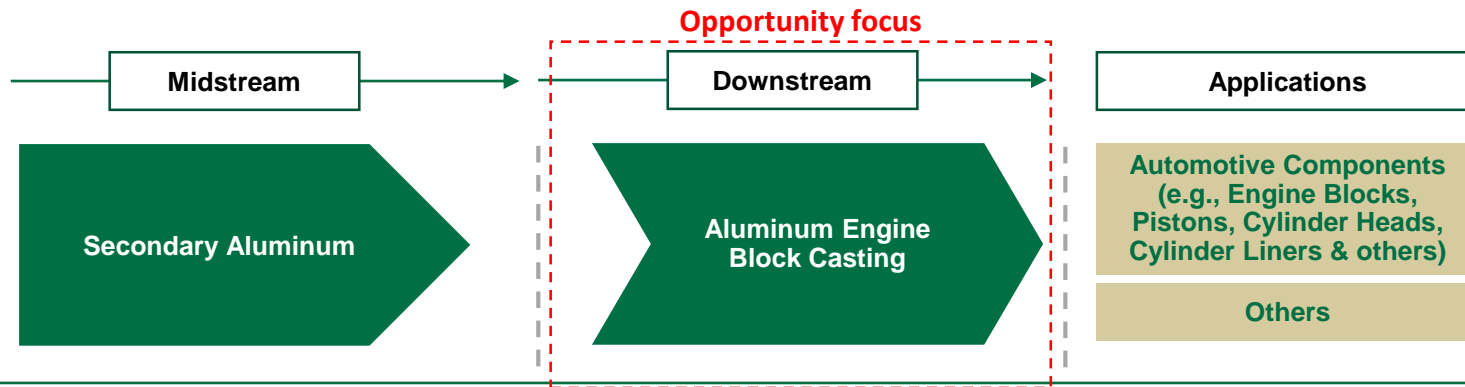 Opportunity focus
Midstream
Downstream
Applications
Secondary Aluminum
Aluminum Engine
Block Casting
Automotive Components
(e.g., Engine Blocks,
Pistons, Cylinder Heads,
Cylinder Liners & others)
Others